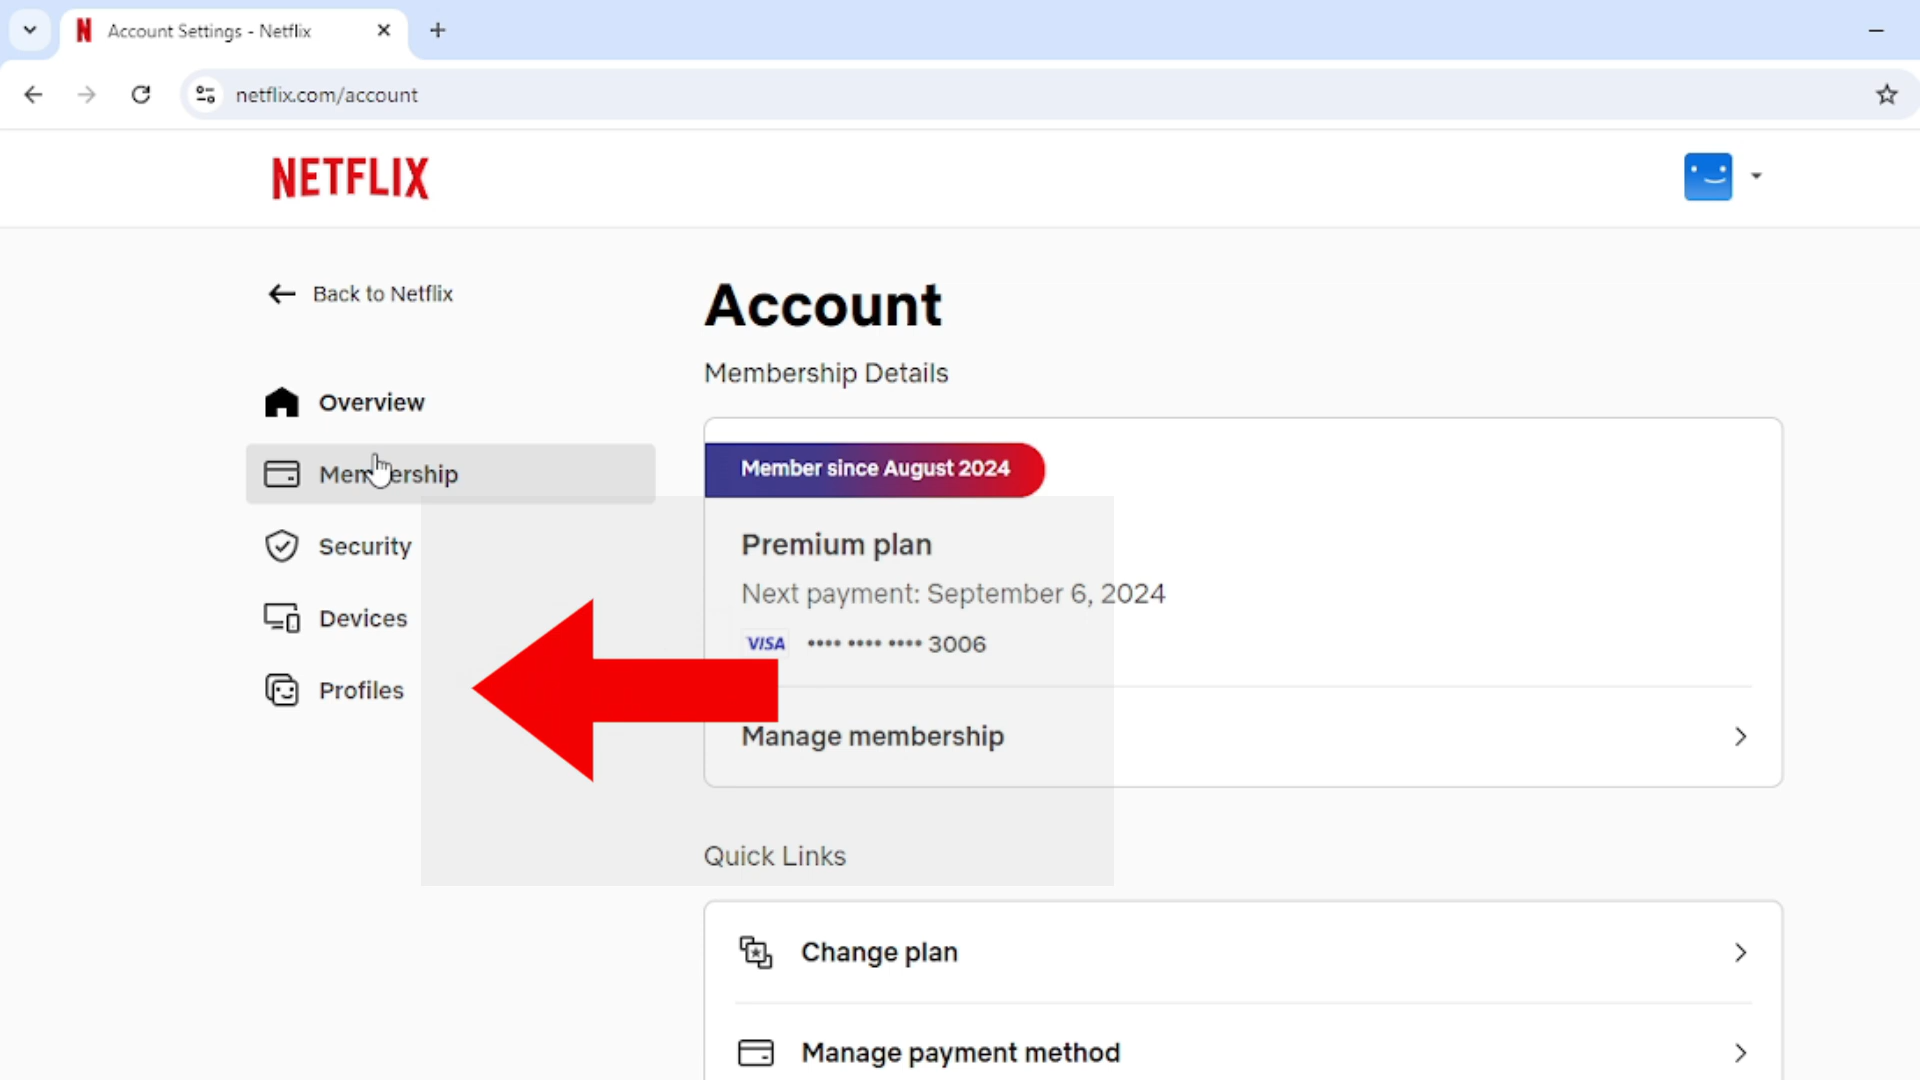 Account Settings - Netflix
netflix.com/account
NETFLIX
Back to Netflix
Overview
Membership
Security
Devices
Profiles
Account
Membership Details
Member since August 2024
Premium plan
Next payment: September 6, 2024
VISA •••• •••• •••• 3006
Manage membership
Quick Links
Change plan
Manage payment method